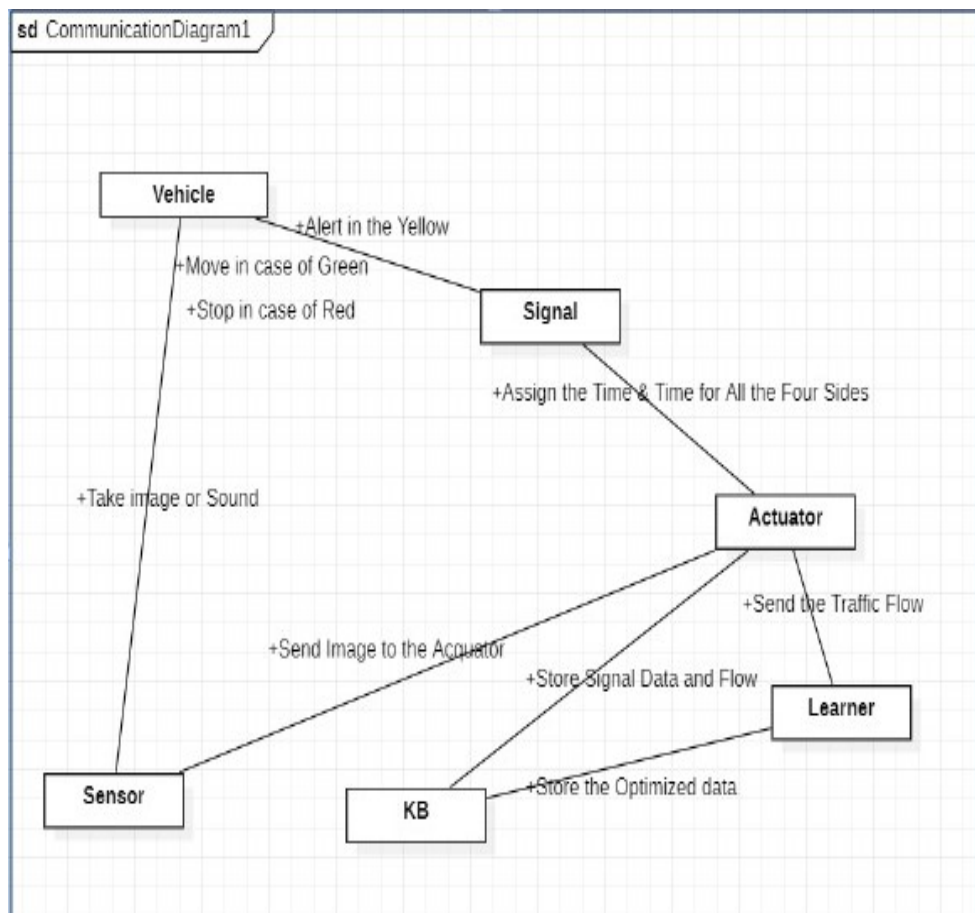 sd CommunicationDiagram1
Vehicle
+Alert in the Yellow
+Move in case of Green
+Stop in case of Red
Signal
+Assign the Time & Time for All the Four Sides
+Take image or Sound
Actuator
+Send the Traffic Flow
+Send Image to the Acquator
+Store Signal Data and Flow
Learner
Sensor
KB
+Store the Optimized data